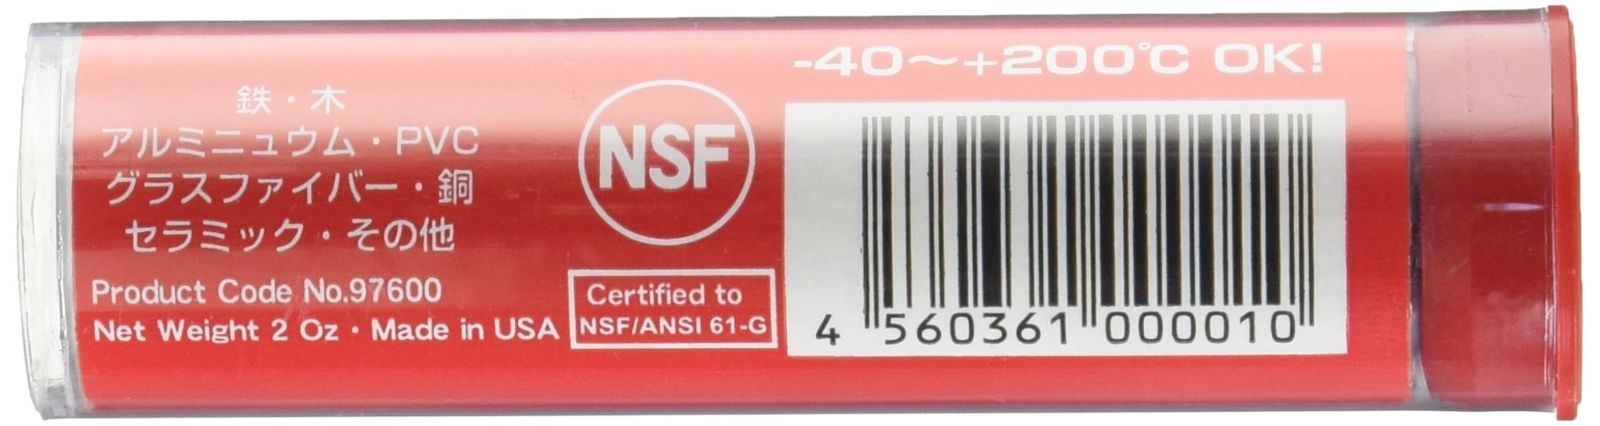 鉄・木
アルミニュウム・PVC
グラスファイバー・銅
セラミック・その他
Product Code No.97600
Net Weight 2 Oz・Made in USA
NSF
Certified to
NSF/ANSI 61-G
-40～+200℃ OK!
4 560361 000010